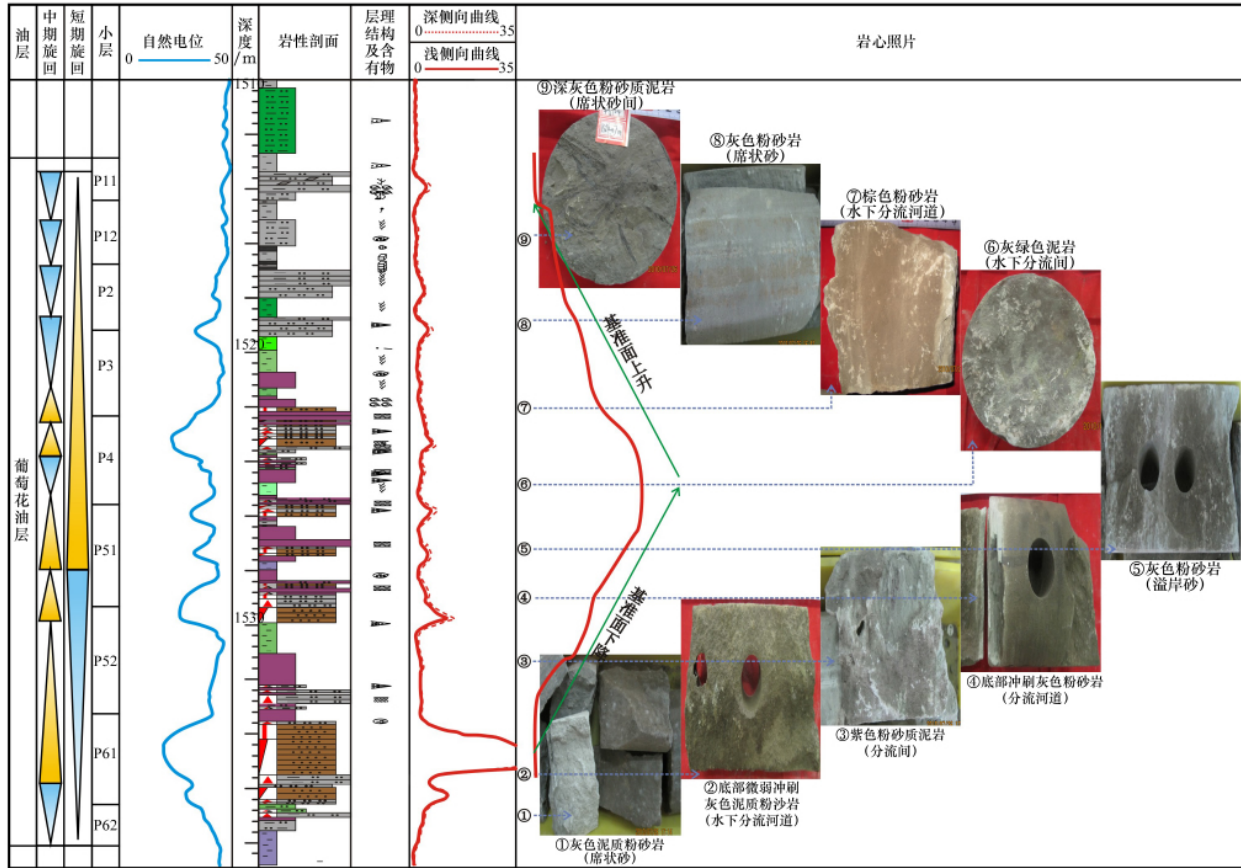 油层
中期旋回
短期旋回
小层
自然电位
0 50
深度/m
岩性剖面
层理结构及含有物
深侧向曲线
0 35
浅侧向曲线
0 35
岩心照片
1510
1520
1530
葡萄花油层
P11
P12
P2
P3
P4
P51
P52
P61
P62
⑨深灰色粉砂质泥岩
(席状砂间)
⑧灰色粉砂岩
(席状砂)
⑦棕色粉砂岩
(水下分流河道)
⑥灰绿色泥岩
(水下分流间)
⑤灰色粉砂岩
(溢岸砂)
④底部冲刷灰色粉砂岩
(分流河道)
③紫色粉砂质泥岩
(分流间)
②底部微弱冲刷
灰色泥质粉沙岩
(水下分流河道)
①灰色泥质粉砂岩
(席状砂)
⑨
⑧
⑦
⑥
⑤
④
③
②
①
基准面上升
基准面下降